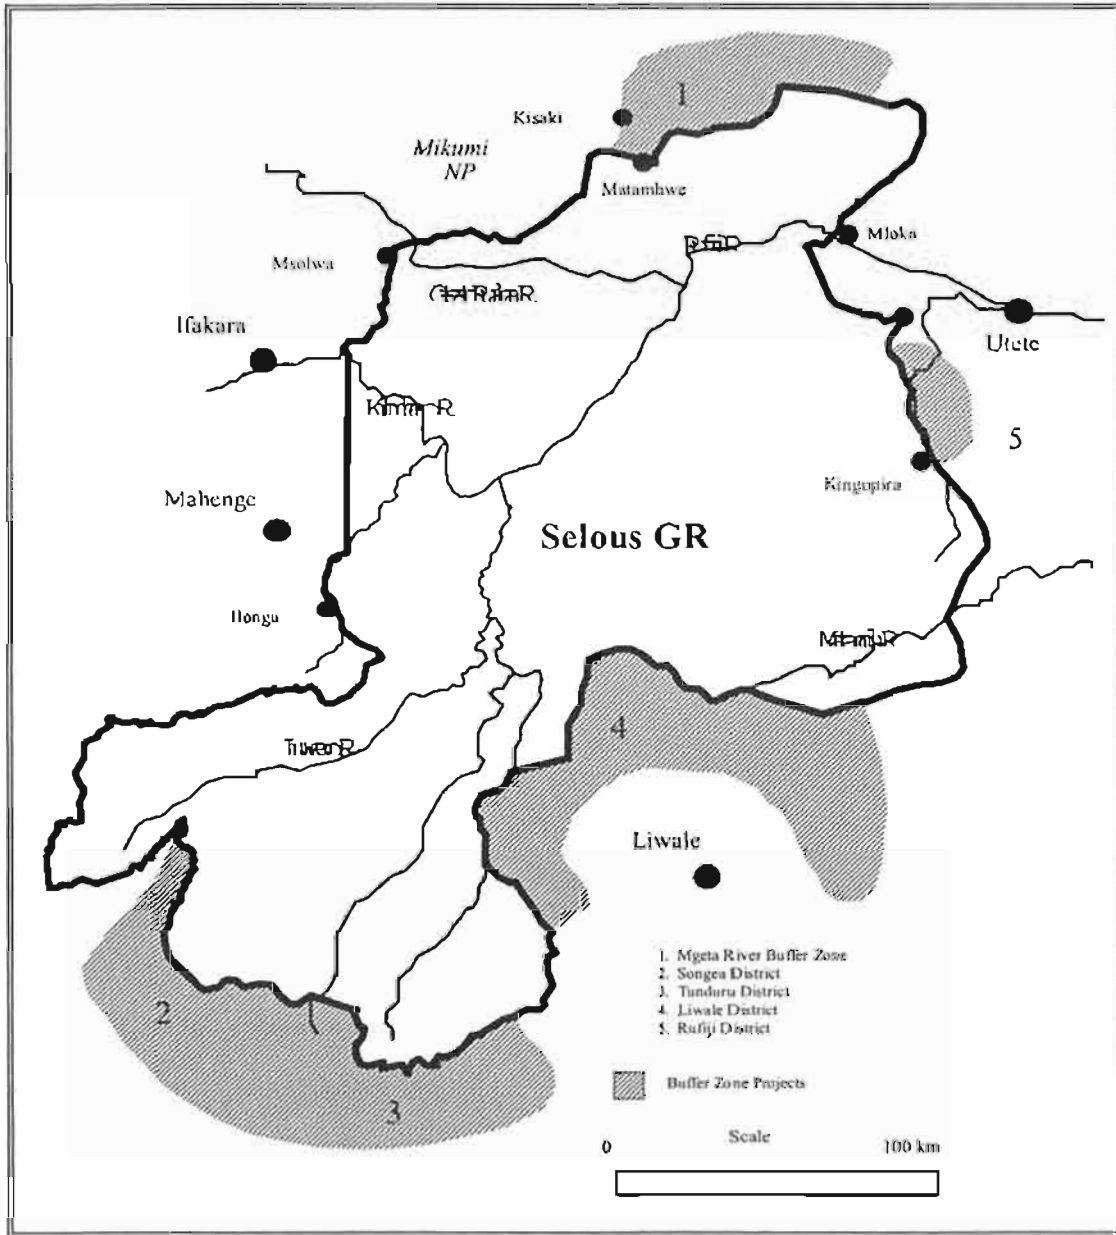 1
Kisaki
Mikumi
NP
Matambwe
Mloka
Msolwa
Ifakara
Utete
5
Kingupira
Mahenge
Selous GR
Ilonga
4
Liwale
2
3
1. Mgeta River Buffer Zone
2. Songea District
3. Tunduru District
4. Liwale District
5. Rufiji District
Buffer Zone Projects
Scale
0
100 km